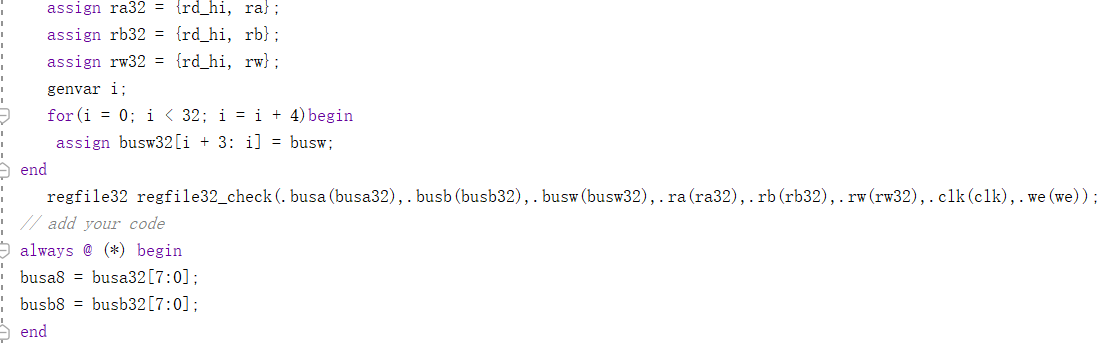 assign ra32 = {rd_hi, ra};
assign rb32 = {rd_hi, rb};
assign rw32 = {rd_hi, rw};
genvar i;
for(i = 0; i < 32; i = i + 4)begin
assign busw32[i + 3: i] = busw;
end
regfile32 regfile32_check(.busa(busa32),.busb(busb32),.busw(busw32),.ra(ra32),.rb(rb32),.rw(rw32),.clk(clk),.we(we));
// add your code
always @ (*) begin
busa8 = busa32[7:0];
busb8 = busb32[7:0];
end